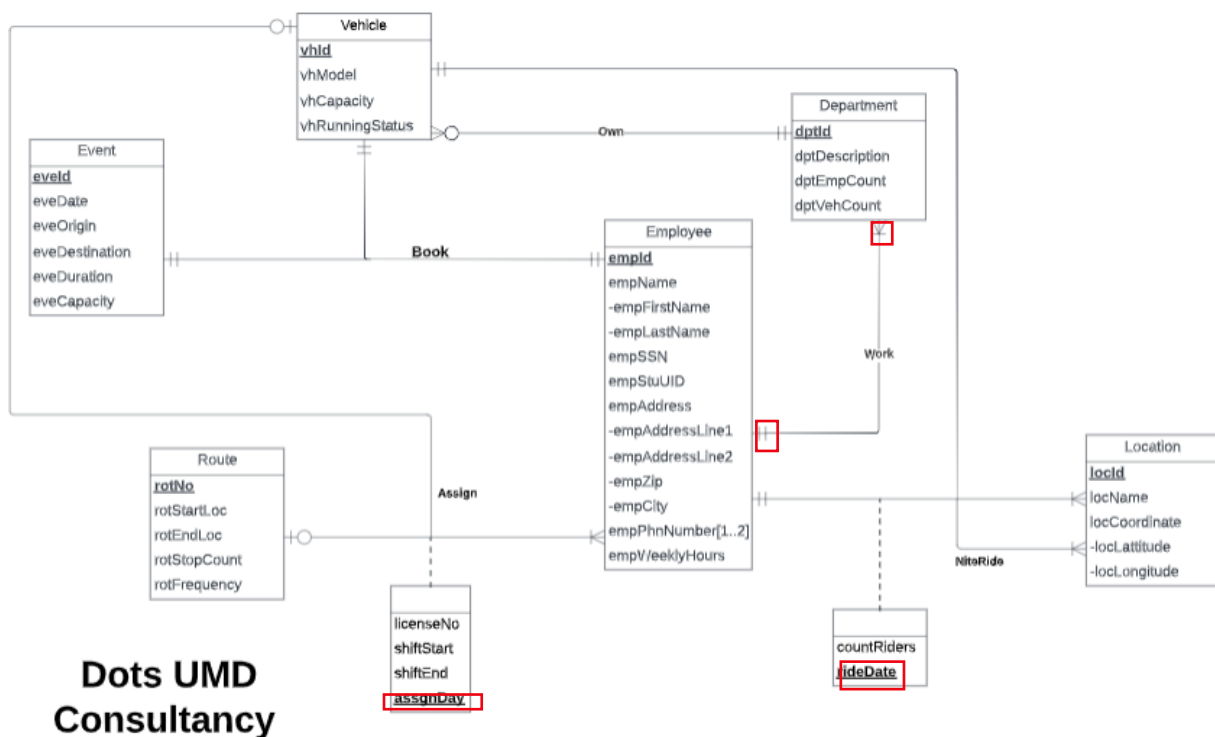 Vehicle
vhId
vhModel
vhCapacity
vhRunningStatus
Department
dptId
dptDescription
dptEmpCount
dptVehCount
Own
Event
eveId
eveDate
eveOrigin
eveDestination
eveDuration
eveCapacity
Book
Employee
empId
empName
-empFirstName
-empLastName
empSSN
empStuUID
empAddress
-empAddressLine1
-empAddressLine2
-empZip
-empCity
empPhnNumber[1..2]
empWeeklyHours
Work
Location
locId
locName
locCoordinate
-locLattitude
-locLongitude
NiteRide
Route
rotNo
rotStartLoc
rotEndLoc
rotStopCount
rotFrequency
Assign
licenseNo
shiftStart
shiftEnd
assgnDay
countRiders
rideDate
Dots UMD
Consultancy